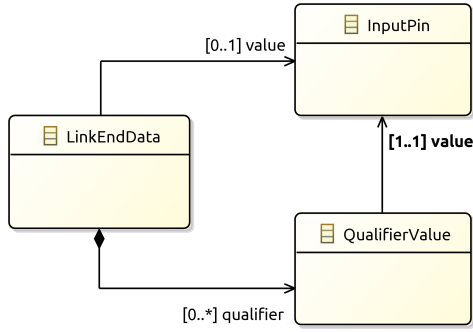 InputPin
[0..1] value
LinkEndData
[1..1] value
QualifierValue
[0..*] qualifier